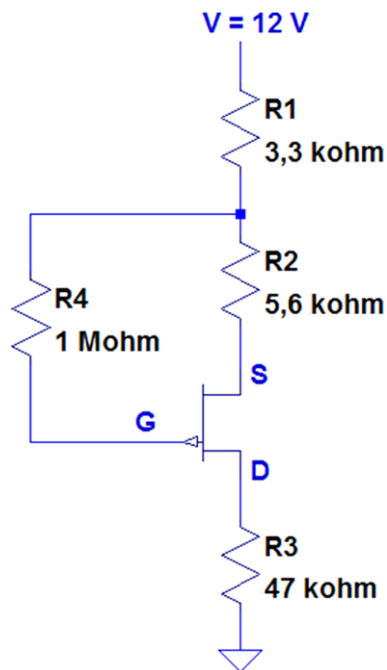 V = 12 V
R1
3,3 kohm
R2
5,6 kohm
R4
1 Mohm
S
G
D
R3
47 kohm